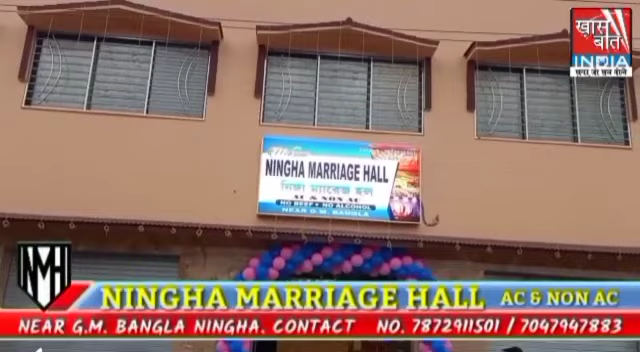 खास
बात
INDIA
NINGHA MARRIAGE HALL
নিঙ্ঘা ম্যারেজ হল
AC & NON AC
NO BEEF • NO ALCOHOL
NEAR G.M. BANGLA
NMH
NINGHA MARRIAGE HALL AC & NON AC
NEAR G.M. BANGLA NINGHA. CONTACT NO. 7872911501 / 7047947883